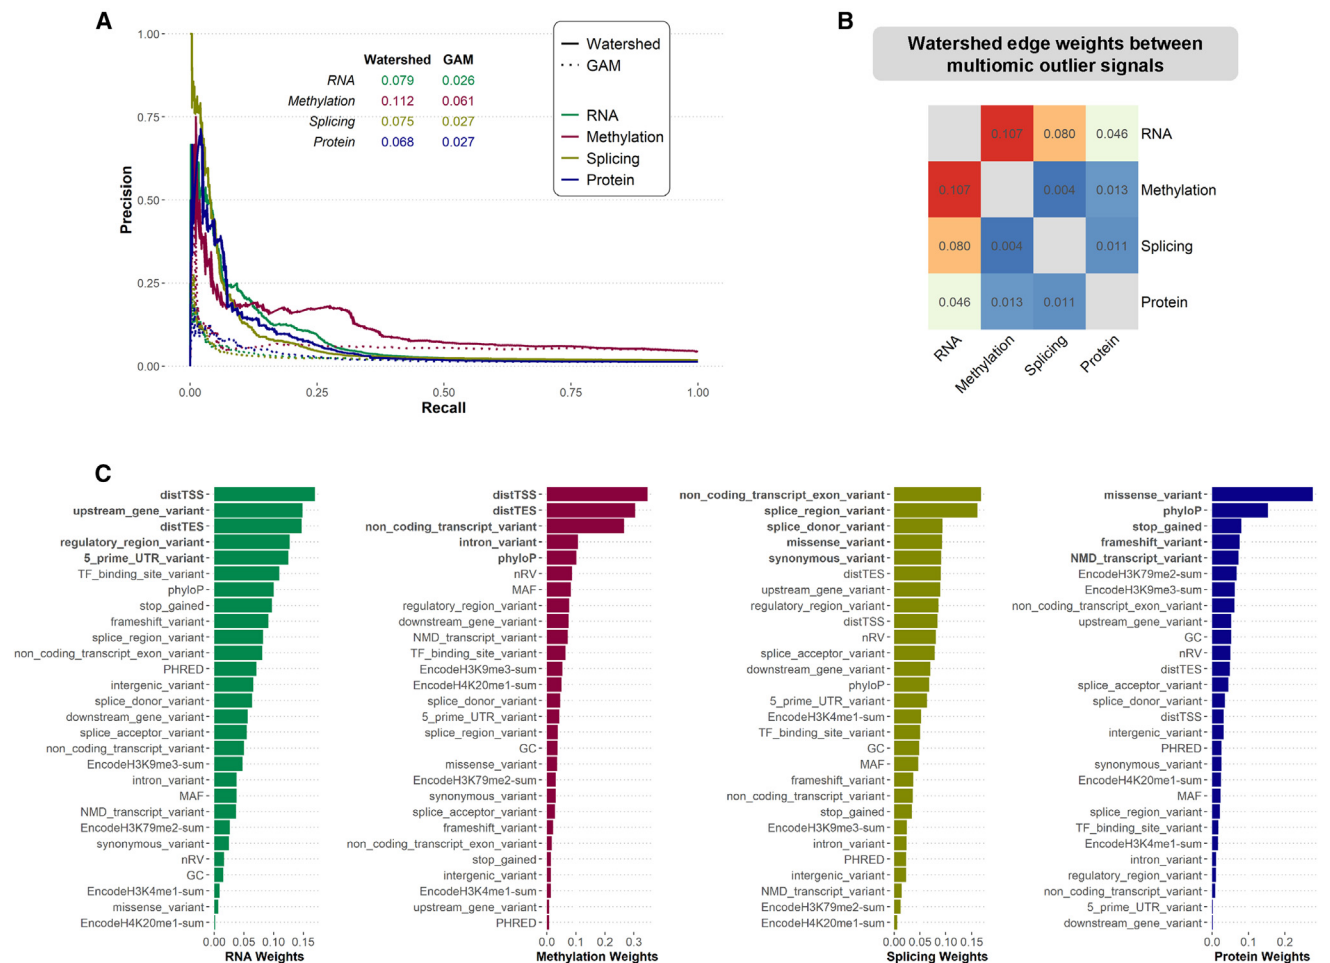 A
1.00
0.75
0.50
0.25
0.00
Precision
0.00 0.25 0.50 0.75 1.00
Recall
Watershed GAM
RNA 0.079 0.026
Methylation 0.112 0.061
Splicing 0.075 0.027
Protein 0.068 0.027
Watershed
GAM
RNA
Methylation
Splicing
Protein
B
Watershed edge weights between
multiomic outlier signals
0.107 0.080 0.046 RNA
0.107 0.004 0.013 Methylation
0.080 0.004 0.011 Splicing
0.046 0.013 0.011 Protein
RNA Methylation Splicing Protein
C
distTSS
upstream_gene_variant
distTES
regulatory_region_variant
5_prime_UTR_variant
TF_binding_site_variant
phyloP
stop_gained
frameshift_variant
splice_region_variant
non_coding_transcript_exon_variant
PHRED
intergenic_variant
splice_donor_variant
downstream_gene_variant
splice_acceptor_variant
non_coding_transcript_variant
EncodeH3K9me3-sum
intron_variant
MAF
NMD_transcript_variant
EncodeH3K79me2-sum
synonymous_variant
nRV
GC
EncodeH3K4me1-sum
missense_variant
EncodeH4K20me1-sum
0.00 0.05 0.10 0.15
RNA Weights
distTSS
distTES
non_coding_transcript_variant
intron_variant
phyloP
nRV
MAF
regulatory_region_variant
downstream_gene_variant
NMD_transcript_variant
TF_binding_site_variant
EncodeH3K9me3-sum
EncodeH4K20me1-sum
splice_donor_variant
5_prime_UTR_variant
splice_region_variant
GC
missense_variant
EncodeH3K79me2-sum
synonymous_variant
splice_acceptor_variant
frameshift_variant
non_coding_transcript_exon_variant
stop_gained
intergenic_variant
EncodeH3K4me1-sum
upstream_gene_variant
PHRED
0.0 0.1 0.2 0.3
Methylation Weights
non_coding_transcript_exon_variant
splice_region_variant
splice_donor_variant
missense_variant
synonymous_variant
distTES
upstream_gene_variant
regulatory_region_variant
distTSS
nRV
splice_acceptor_variant
downstream_gene_variant
phyloP
5_prime_UTR_variant
EncodeH3K4me1-sum
TF_binding_site_variant
GC
MAF
frameshift_variant
non_coding_transcript_variant
stop_gained
EncodeH3K9me3-sum
intron_variant
PHRED
intergenic_variant
NMD_transcript_variant
EncodeH3K79me2-sum
EncodeH4K20me1-sum
0.00 0.05 0.10 0.15
Splicing Weights
missense_variant
phyloP
stop_gained
frameshift_variant
NMD_transcript_variant
EncodeH3K79me2-sum
EncodeH3K9me3-sum
non_coding_transcript_exon_variant
upstream_gene_variant
GC
nRV
distTES
splice_acceptor_variant
splice_donor_variant
distTSS
intergenic_variant
PHRED
synonymous_variant
EncodeH4K20me1-sum
MAF
splice_region_variant
TF_binding_site_variant
EncodeH3K4me1-sum
intron_variant
regulatory_region_variant
non_coding_transcript_variant
5_prime_UTR_variant
downstream_gene_variant
0.0 0.1 0.2
Protein Weights